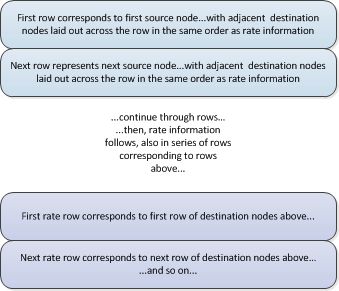 First row corresponds to first source node...with adjacent destination
nodes laid out across the row in the same order as rate information
Next row represents next source node...with adjacent destination nodes
laid out across the row in the same order as rate information
...continue through rows...
...then, rate information
follows, also in series of rows
corresponding to rows
above...
First rate row corresponds to first row of destination nodes above...
Next rate row corresponds to next row of destination nodes above...
...and so on...